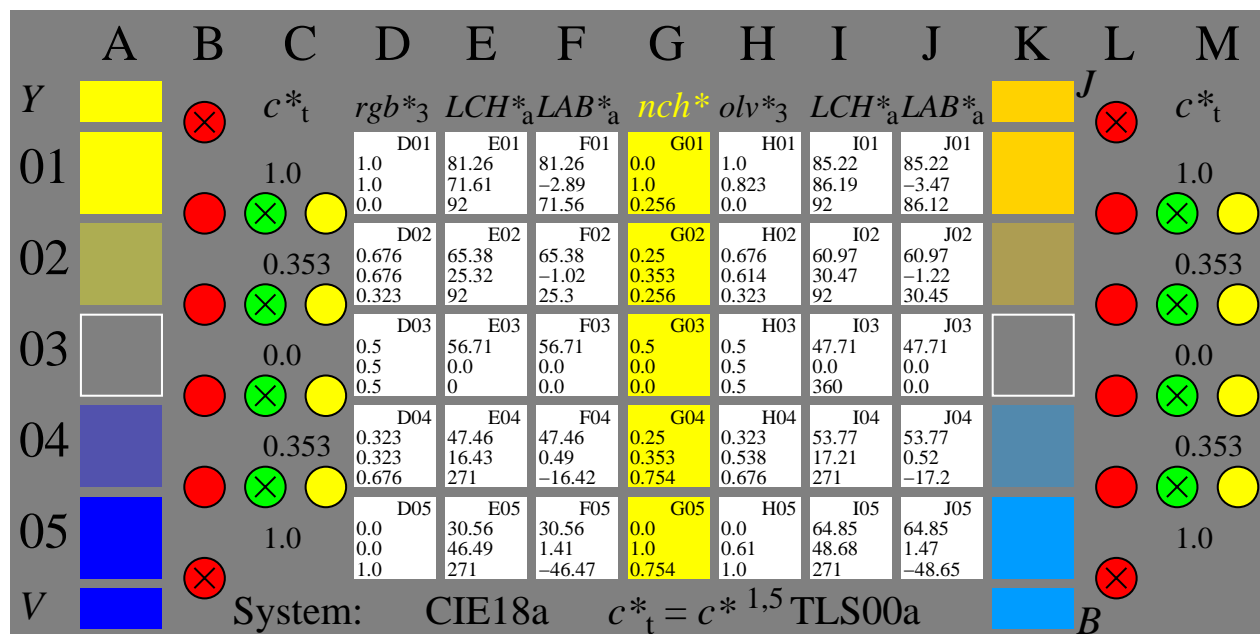 A B C D E F G H I J K L M
Y c*t rgb*3 LCH*a LAB*a nch* olv*3 LCH*a LAB*a J c*t
01 1.0 D01 E01 F01 G01 H01 I01 J01 1.0
1.0 81.26 81.26 0.0 1.0 85.22 85.22
1.0 71.61 −2.89 1.0 0.823 86.19 −3.47
0.0 92 71.56 0.256 0.0 92 86.12
02 0.353 D02 E02 F02 G02 H02 I02 J02 0.353
0.676 65.38 65.38 0.25 0.676 60.97 60.97
0.676 25.32 −1.02 0.353 0.614 30.47 −1.22
0.323 92 25.3 0.256 0.323 92 30.45
03 0.0 D03 E03 F03 G03 H03 I03 J03 0.0
0.5 56.71 56.71 0.5 0.5 47.71 47.71
0.5 0.0 0.0 0.0 0.5 0.0 0.0
0.5 0 0.0 0.0 0.5 360 0.0
04 0.353 D04 E04 F04 G04 H04 I04 J04 0.353
0.323 47.46 47.46 0.25 0.323 53.77 53.77
0.323 16.43 0.49 0.353 0.538 17.21 0.52
0.676 271 −16.42 0.754 0.676 271 −17.2
05 1.0 D05 E05 F05 G05 H05 I05 J05 1.0
0.0 30.56 30.56 0.0 0.0 64.85 64.85
0.0 46.49 1.41 1.0 0.61 48.68 1.47
1.0 271 −46.47 0.754 1.0 271 −48.65
V System: CIE18a c*t = c* 1,5 TLS00a B